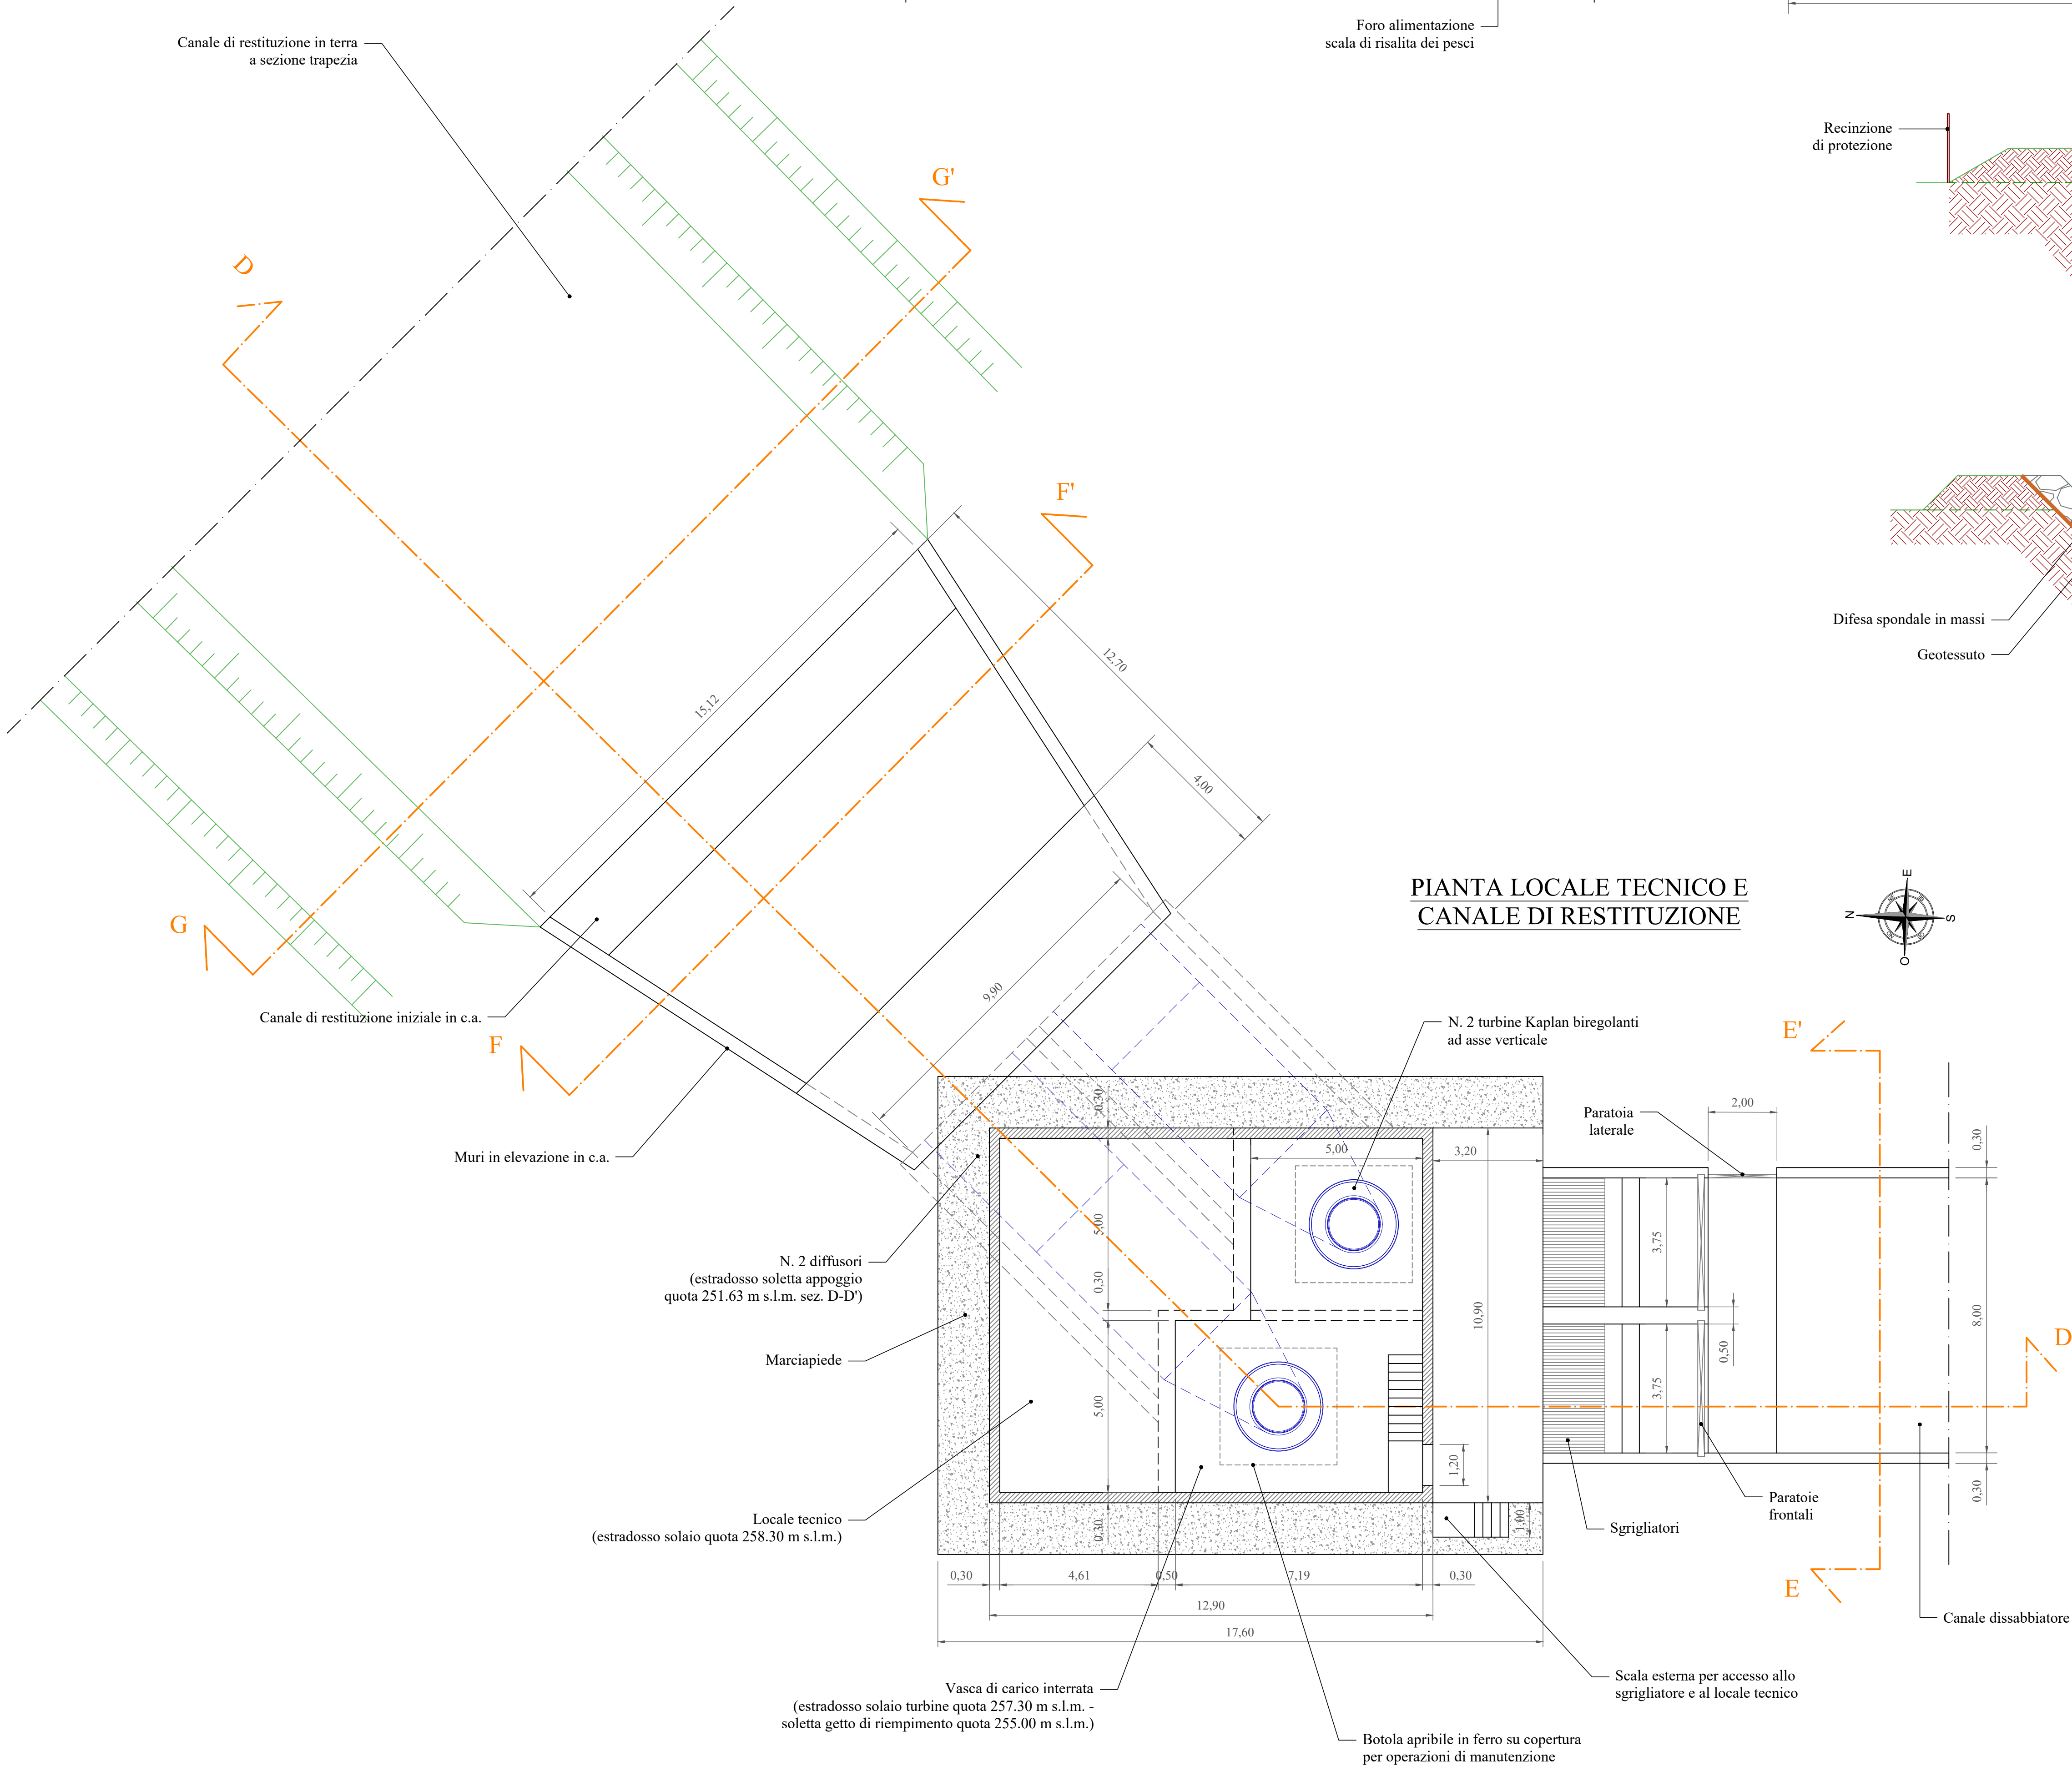 Foro alimentazione
scala di risalita dei pesci
Canale di restituzione in terra
a sezione trapezia
Recinzione
di protezione
G'
D
F'
Difesa spondale in massi
Geotessuto
12,70
15,12
4,00
PIANTA LOCALE TECNICO E
CANALE DI RESTITUZIONE
E
N
S
O
G
9,90
Canale di restituzione iniziale in c.a.
F
N. 2 turbine Kaplan biregolanti
ad asse verticale
E'
Muri in elevazione in c.a.
Paratoia
laterale
2,00
0,30
0,30
5,00
3,20
5,00
3,75
N. 2 diffusori
(estradosso soletta appoggio
quota 251.63 m s.l.m. sez. D-D')
0,30
10,90
8,00
D
0,50
Marciapiede
5,00
3,75
1,20
Locale tecnico
(estradosso solaio quota 258.30 m s.l.m.)
0,30
1,00
Sgrigliatori
Paratoie
frontali
0,30
0,30
4,61
0,50
7,19
0,30
E
12,90
17,60
Canale dissabbiatore
Vasca di carico interrata
(estradosso solaio turbine quota 257.30 m s.l.m. -
soletta getto di riempimento quota 255.00 m s.l.m.)
Scala esterna per accesso allo
sgrigliatore e al locale tecnico
Botola apribile in ferro su copertura
per operazioni di manutenzione